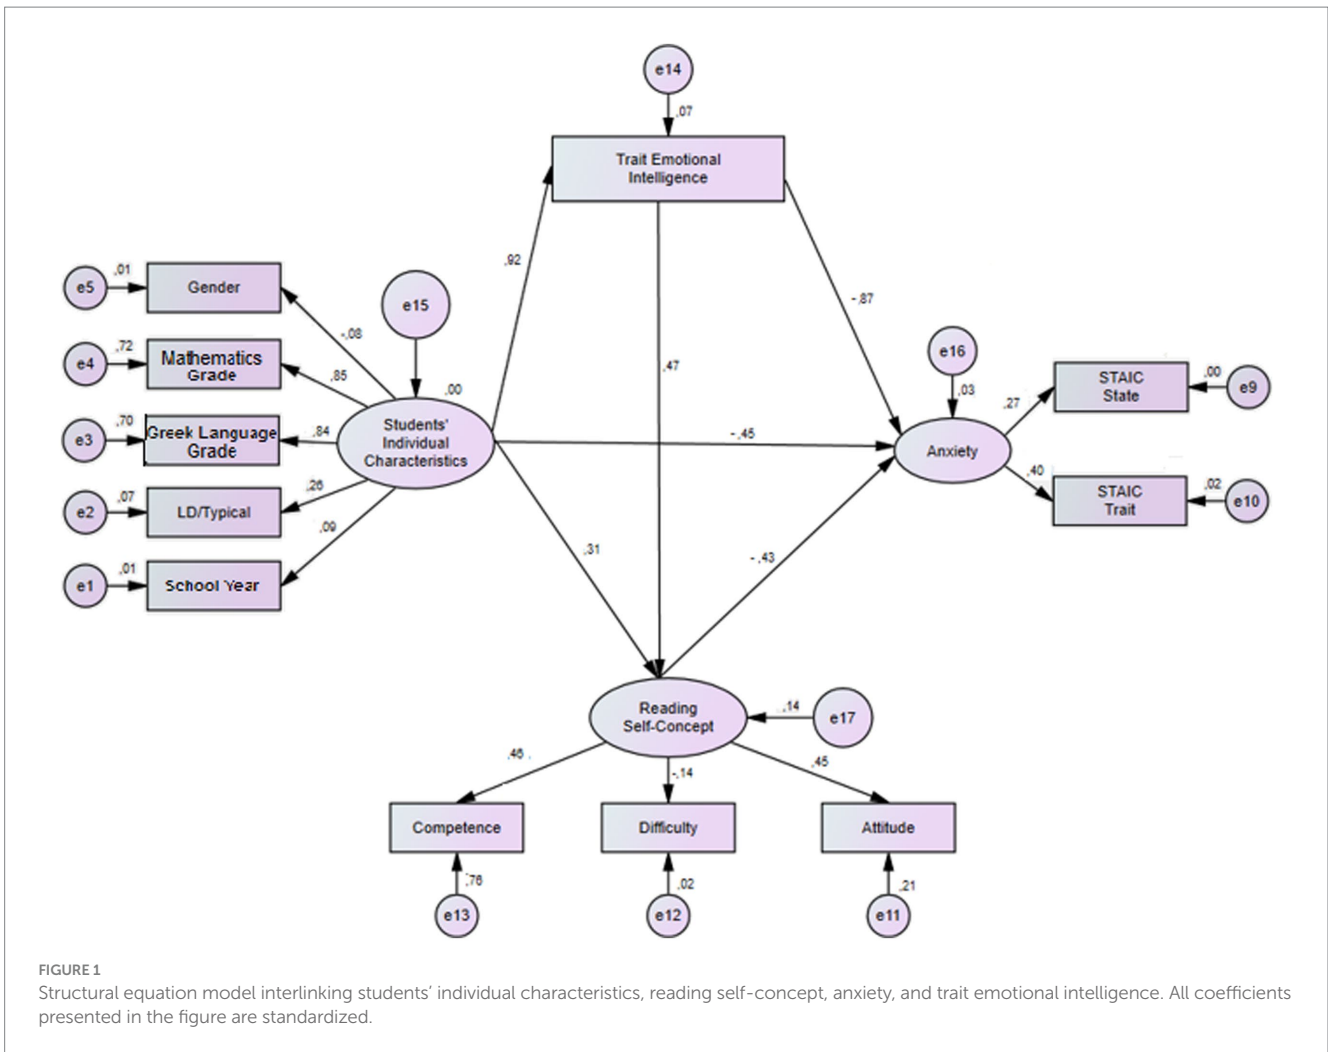 e14
,07
Trait Emotional
Intelligence
,92
-,87
,47
e5
,01
Gender
-,08
e15
,00
e4
,72
Mathematics
Grade
,85
e3
,70
Greek Language
Grade
,84
Students'
Individual
Characteristics
-,45
e2
,07
LD/Typical
,26
e1
,01
School Year
,09
e16
,03
Anxiety
,27
STAIC
State
,00
e9
,40
STAIC
Trait
,02
e10
,31
-,43
Reading
Self-Concept
,14
e17
,46
-,14
,45
Competence
Difficulty
Attitude
,76
,02
,21
e13
e12
e11
FIGURE 1
Structural equation model interlinking students' individual characteristics, reading self-concept, anxiety, and trait emotional intelligence. All coefficients
presented in the figure are standardized.